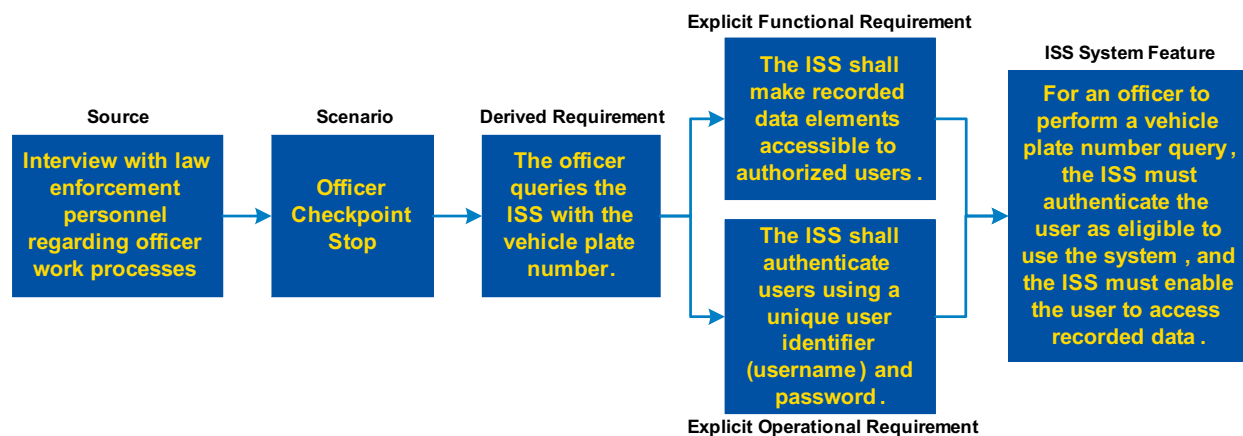 Source
Interview with law
enforcement
personnel
regarding officer
work processes
Scenario
Officer
Checkpoint
Stop
Derived Requirement
The officer
queries the
ISS with the
vehicle plate
number.
Explicit Functional Requirement
The ISS shall
make recorded
data elements
accessible to
authorized users .
The ISS shall
authenticate
users using a
unique user
identifier
(username ) and
password .
Explicit Operational Requirement
ISS System Feature
For an officer to
perform a vehicle
plate number query ,
the ISS must
authenticate the
user as eligible to
use the system , and
the ISS must enable
the user to access
recorded data .